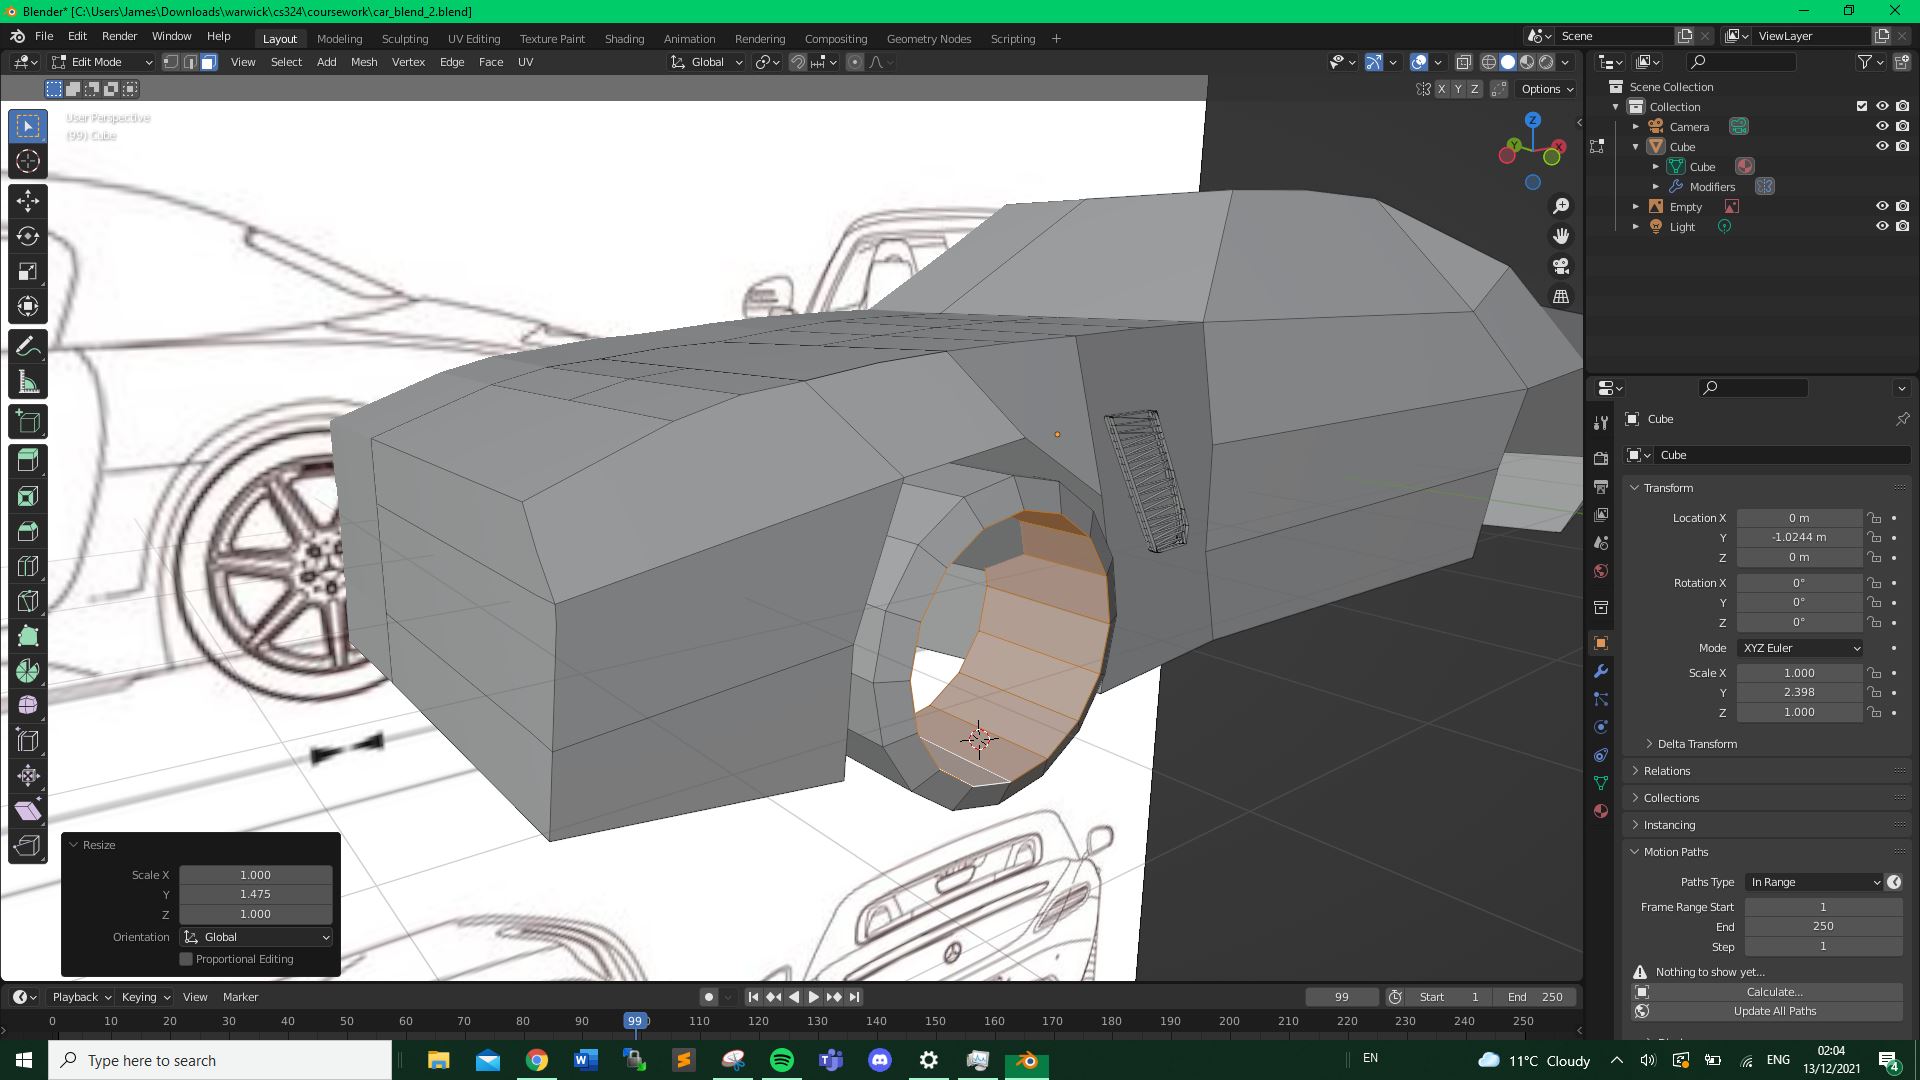 Blender* [C:\Users\James\Downloads\warwick\cs324\coursework\car_blend_2.blend]
File Edit Render Window Help Layout Modeling Sculpting UV Editing Texture Paint Shading Animation Rendering Compositing Geometry Nodes Scripting + Scene ViewLayer
Edit Mode View Select Add Mesh Vertex Edge Face UV Global
X Y Z Options
User Perspective
(99) Cube
Z
Y
X
Scene Collection
Collection
Camera
Cube
Cube
Modifiers
Empty
Light
Cube
Cube
Transform
Location X 0 m
Y -1.0244 m
Z 0 m
Rotation X 0°
Y 0°
Z 0°
Mode XYZ Euler
Scale X 1.000
Y 2.398
Z 1.000
Delta Transform
Relations
Collections
Instancing
Motion Paths
Paths Type In Range
Frame Range Start 1
End 250
Step 1
Nothing to show yet...
Calculate...
Update All Paths
Resize
Scale X 1.000
Y 1.475
Z 1.000
Orientation Global
Proportional Editing
Playback Keying View Marker 99 Start 1 End 250
0 10 20 30 40 50 60 70 80 90 99 110 120 130 140 150 160 170 180 190 200 210 220 230 240 250
Type here to search
EN
11°C Cloudy
ENG
02:04
13/12/2021
4